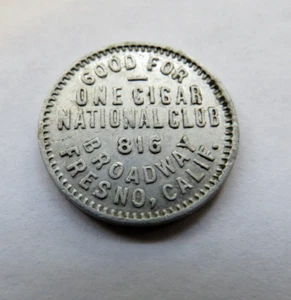 GOOD FOR
ONE CIGAR
NATIONAL CLUB
816
BROADWAY
FRESNO, CALIF.